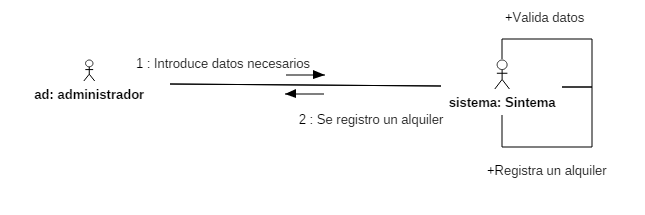 +Valida datos
1 : Introduce datos necesarios
ad: administrador
sistema: Sintema
2 : Se registro un alquiler
+Registra un alquiler